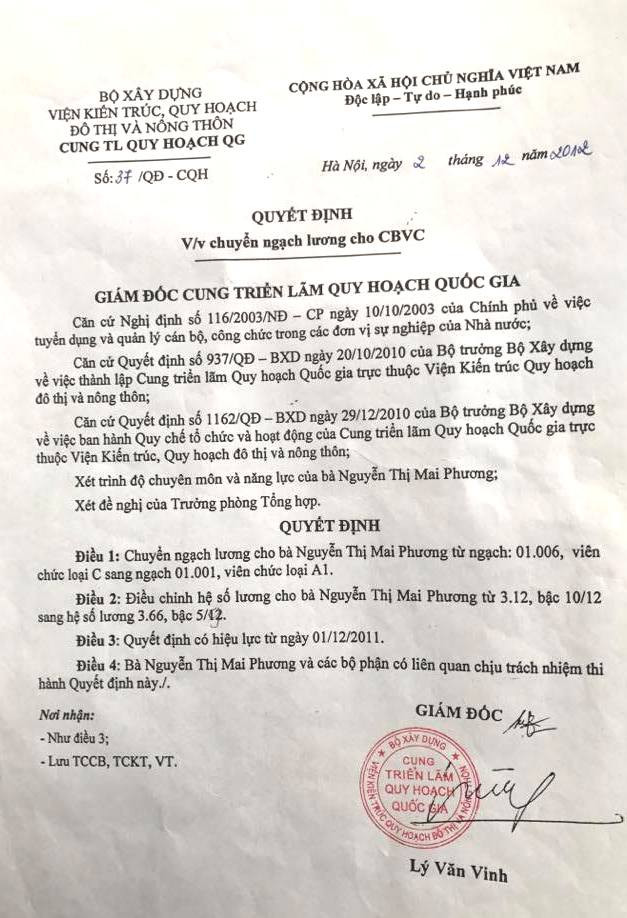 BỘ XÂY DỰNG
VIỆN KIẾN TRÚC, QUY HOẠCH
ĐÔ THỊ VÀ NÔNG THÔN
CUNG TL QUY HOẠCH QG
Số: 37 /QĐ - CQH
CỘNG HÒA XÃ HỘI CHỦ NGHĨA VIỆT NAM
Độc lập – Tự do – Hạnh phúc
Hà Nội, ngày 2 tháng 12 năm 2012
QUYẾT ĐỊNH
V/v chuyển ngạch lương cho CBVC
GIÁM ĐỐC CUNG TRIỂN LÃM QUY HOẠCH QUỐC GIA
Căn cứ Nghị định số 116/2003/NĐ – CP ngày 10/10/2003 của Chính phủ về việc
tuyển dụng và quản lý cán bộ, công chức trong các đơn vị sự nghiệp của Nhà nước;
Căn cứ Quyết định số 937/QĐ – BXD ngày 20/10/2010 của Bộ trưởng Bộ Xây dựng
về việc thành lập Cung triển lãm Quy hoạch Quốc gia trực thuộc Viện Kiến trúc Quy hoạch
đô thị và nông thôn;
Căn cứ Quyết định số 1162/QĐ – BXD ngày 29/12/2010 của Bộ trưởng Bộ Xây dựng
về việc ban hành Quy chế tổ chức và hoạt động của Cung triển lãm Quy hoạch Quốc gia trực
thuộc Viện Kiến trúc, Quy hoạch đô thị và nông thôn;
Xét trình độ chuyên môn và năng lực của bà Nguyễn Thị Mai Phương;
Xét đề nghị của Trưởng phòng Tổng hợp.
QUYẾT ĐỊNH
Điều 1: Chuyển ngạch lương cho bà Nguyễn Thị Mai Phương từ ngạch: 01.006, viên
chức loại C sang ngạch 01.001, viên chức loại A1.
Điều 2: Điều chỉnh hệ số lương cho bà Nguyễn Thị Mai Phương từ 3.12, bậc 10/12
sang hệ số lương 3.66, bậc
Điều 3: Quyết định có hiệu lực từ ngày 01/12/2011.
Điều 4: Bà Nguyễn Thị Mai Phương và các bộ phận có liên quan chịu trách nhiệm thi
hành Quyết định này./.
Nơi nhận:
- Như điều 3;
- Lưu TCCB, TCKT, VT.
GIÁM ĐỐC
BỘ XÂY DỰNG
CUNG
TRIỂN LÃM
QUY HOẠCH
QUỐC GIA
VIỆN KIẾN TRÚC QUY HOẠCH ĐÔ THỊ VÀ NÔNG THÔN
Lý Văn Vinh